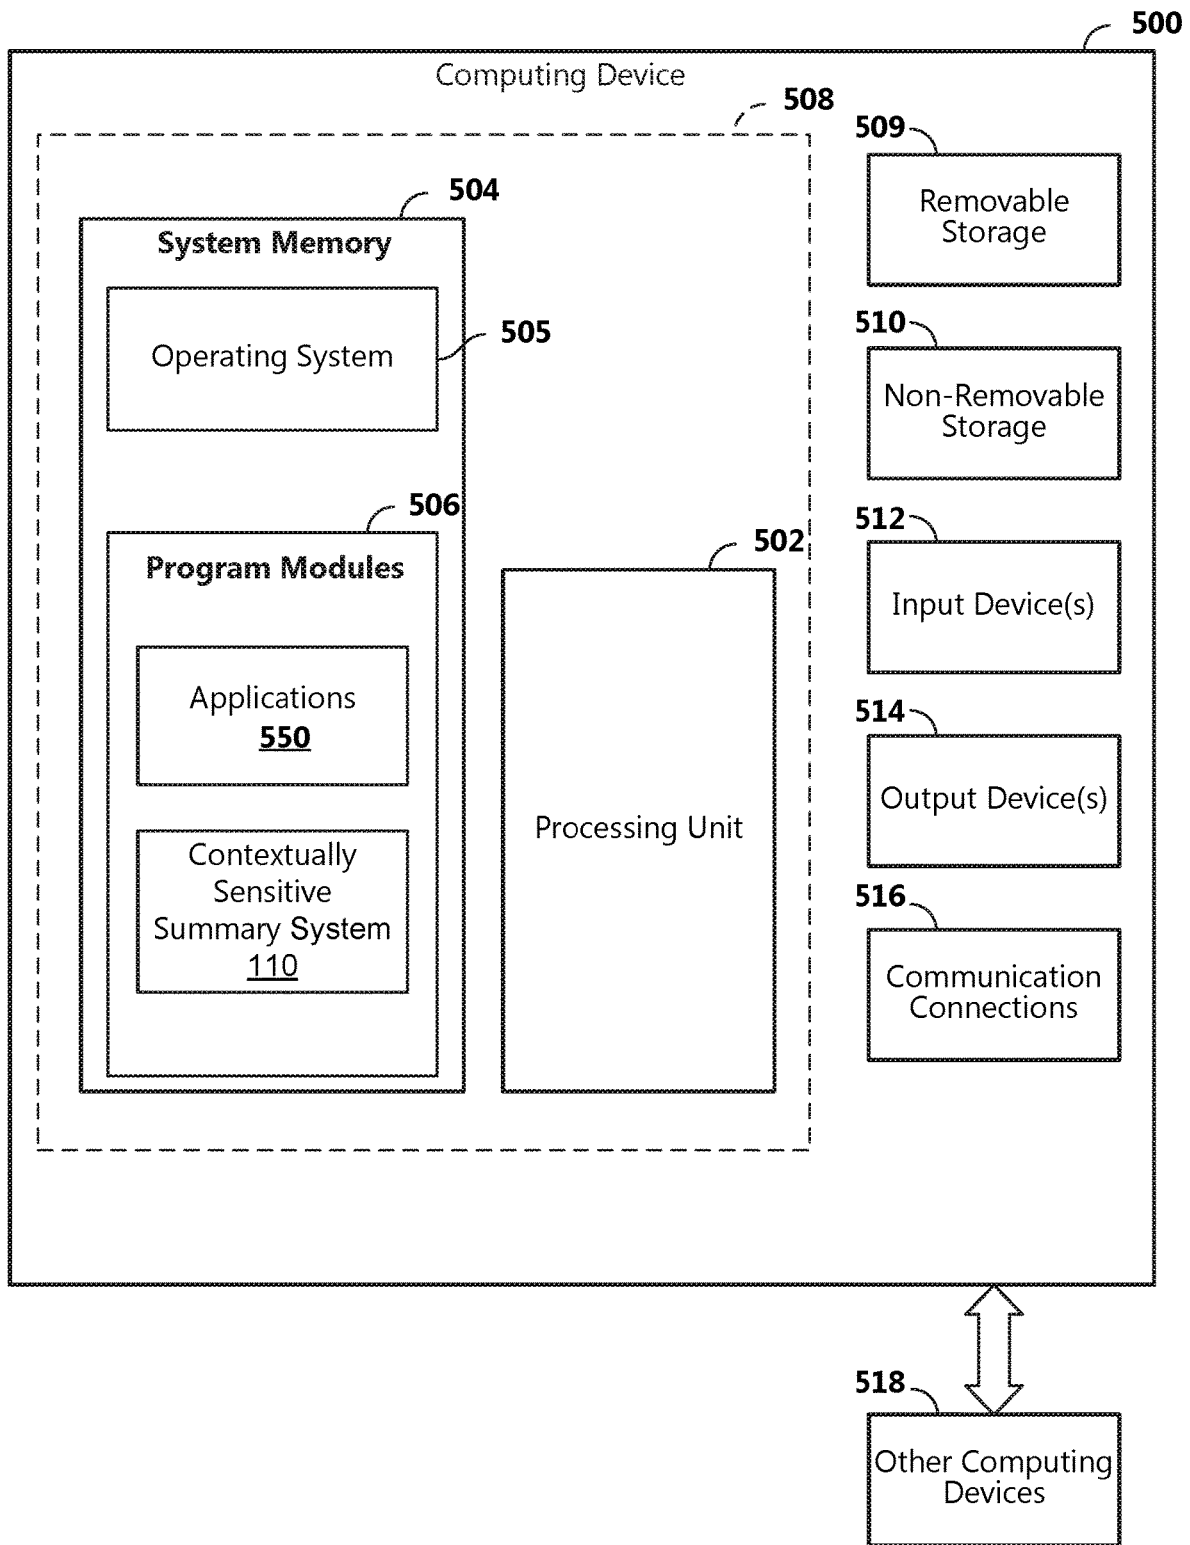 500
Computing Device
508
509
Removable
Storage
504
System Memory
Operating System
505
510
Non-Removable
Storage
506
Program Modules
Applications
550
Contextually
Sensitive
Summary System
110
502
Processing Unit
512
Input Device(s)
514
Output Device(s)
516
Communication
Connections
518
Other Computing
Devices